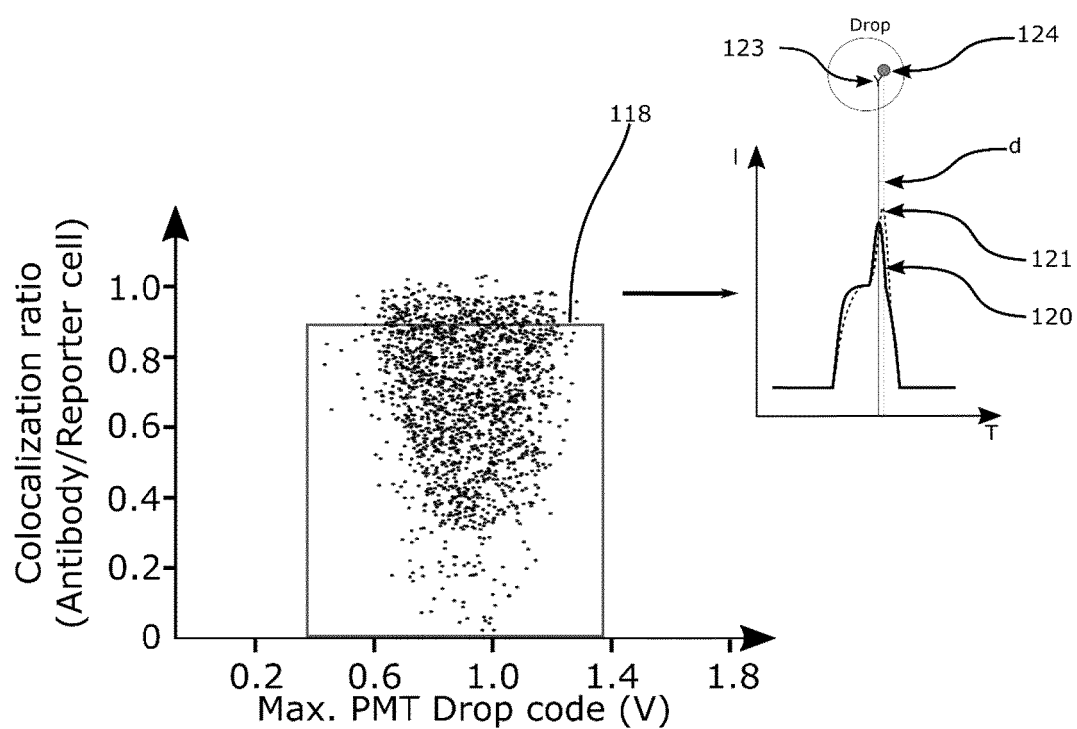 Drop
123
124
118
I
d
121
120
T
Colocalization ratio
(Antibody/Reporter cell)
1.0
0.8
0.6
0.4
0.2
0
0.2 0.6 1.0 1.4 1.8
Max. PMT Drop code (V)